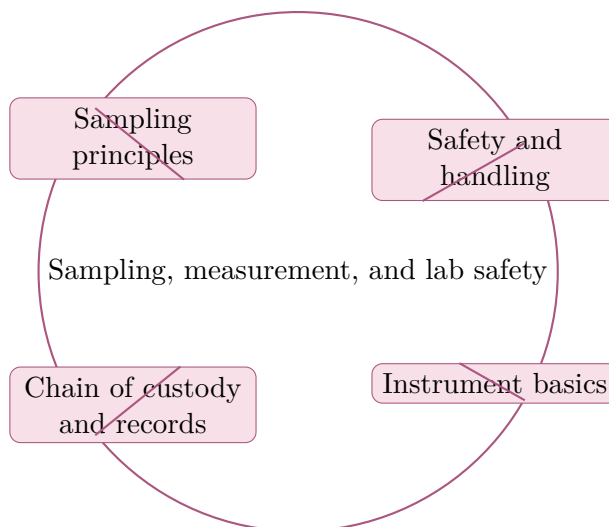 Sampling
principles
Safety and
handling
Sampling, measurement, and lab safety
Chain of custody
and records
Instrument basics